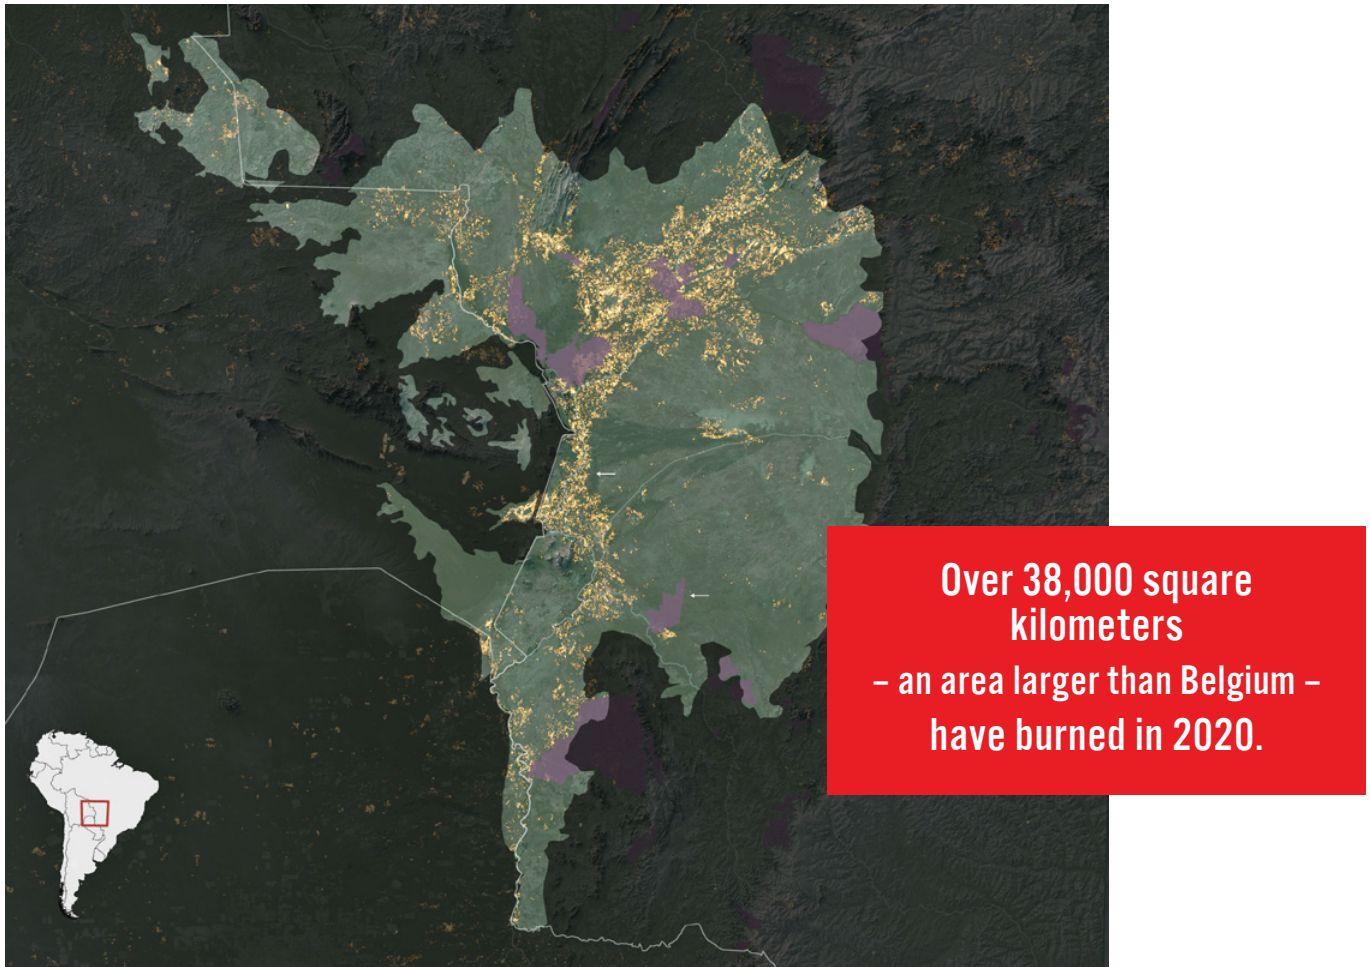 Over 38,000 square
kilometers
– an area larger than Belgium –
have burned in 2020.